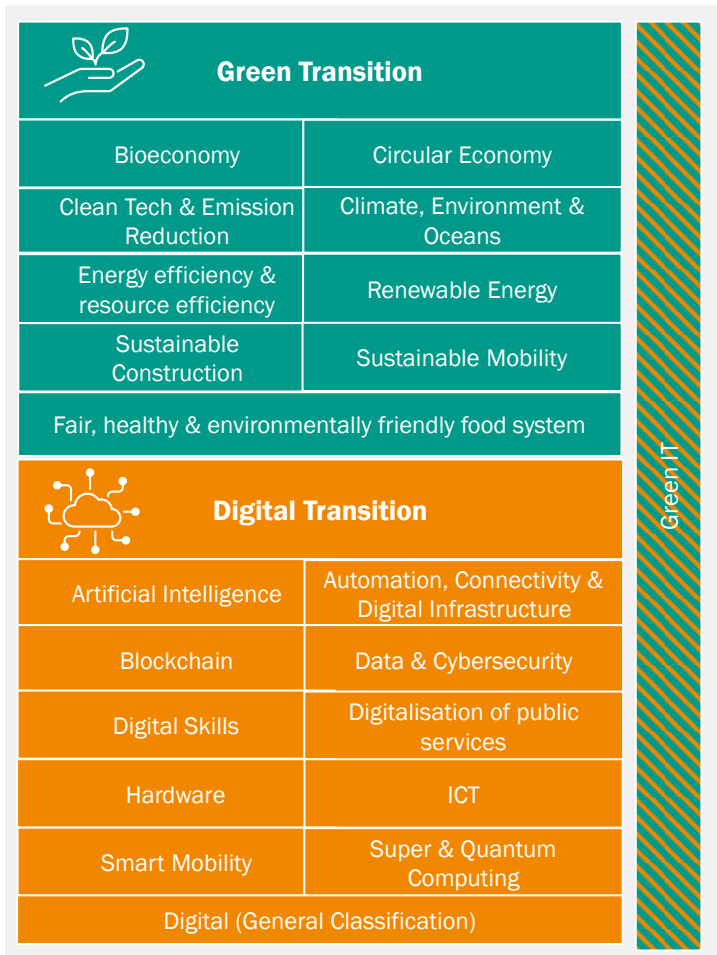 Green Transition
Bioeconomy
Circular Economy
Clean Tech & Emission
Reduction
Climate, Environment &
Oceans
Energy efficiency &
resource efficiency
Renewable Energy
Sustainable
Construction
Sustainable Mobility
Fair, healthy & environmentally friendly food system
Digital Transition
Artificial Intelligence
Automation, Connectivity &
Digital Infrastructure
Blockchain
Data & Cybersecurity
Digital Skills
Digitalisation of public
services
Hardware
ICT
Smart Mobility
Super & Quantum
Computing
Digital (General Classification)
Green IT